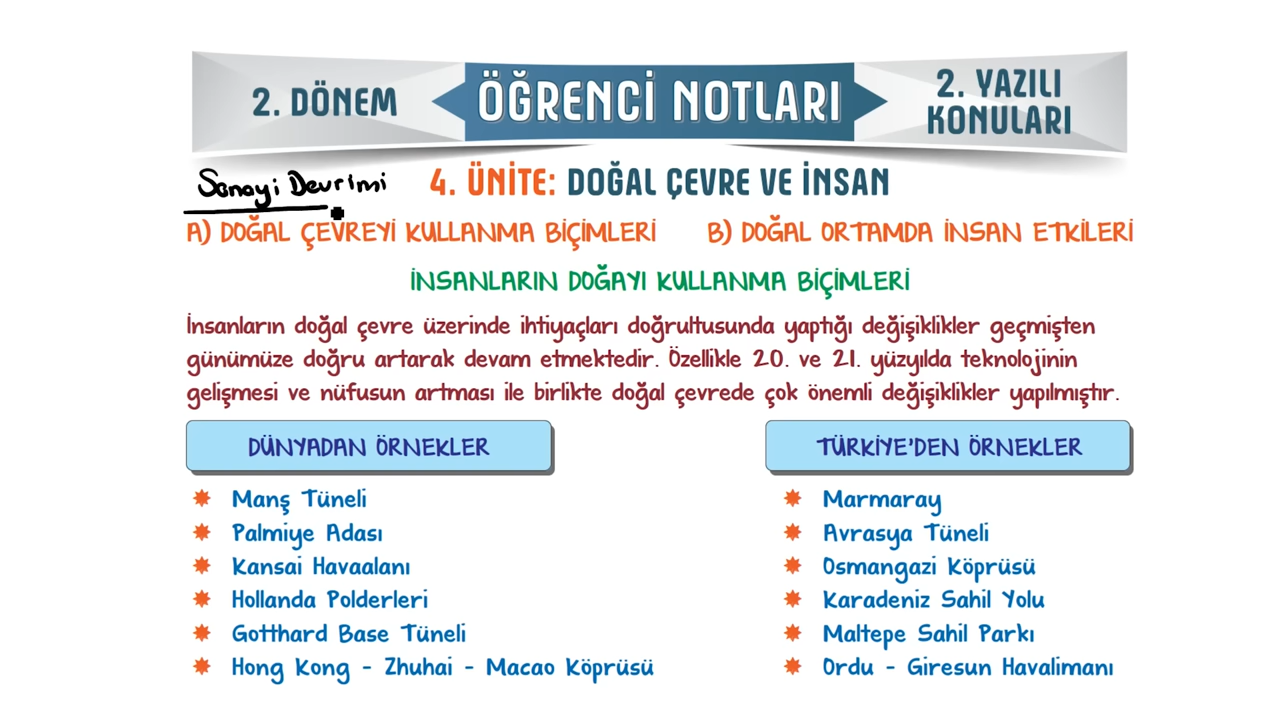 2. DÖNEM
ÖĞRENCİ NOTLARI
2. YAZILI
KONULARI
Sanayi Devrimi
4. ÜNİTE: DOĞAL ÇEVRE VE İNSAN
A) DOĞAL ÇEVREYİ KULLANMA BİÇİMLERİ
B) DOĞAL ORTAMDA İNSAN ETKİLERİ
İNSANLARIN DOĞAYI KULLANMA BİÇİMLERİ
İnsanların doğal çevre üzerinde ihtiyaçları doğrultusunda yaptığı değişiklikler geçmişten
günümüze doğru artarak devam etmektedir. Özellikle 20. ve 21. yüzyılda teknolojinin
gelişmesi ve nüfusun artması ile birlikte doğal çevrede çok önemli değişiklikler yapılmıştır.
DÜNYADAN ÖRNEKLER
Manş Tüneli
Palmiye Adası
Kansai Havaalanı
Hollanda Polderleri
Gotthard Base Tüneli
Hong Kong - Zhuhai - Macao Köprüsü
TÜRKİYE'DEN ÖRNEKLER
Marmaray
Avrasya Tüneli
Osmangazi Köprüsü
Karadeniz Sahil Yolu
Maltepe Sahil Parkı
Ordu - Giresun Havalimanı